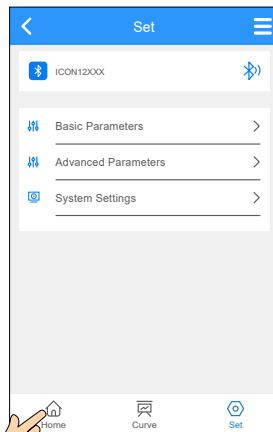 Set
ICON12XXX
Basic Parameters
Advanced Parameters
System Settings
Home
Curve
Set